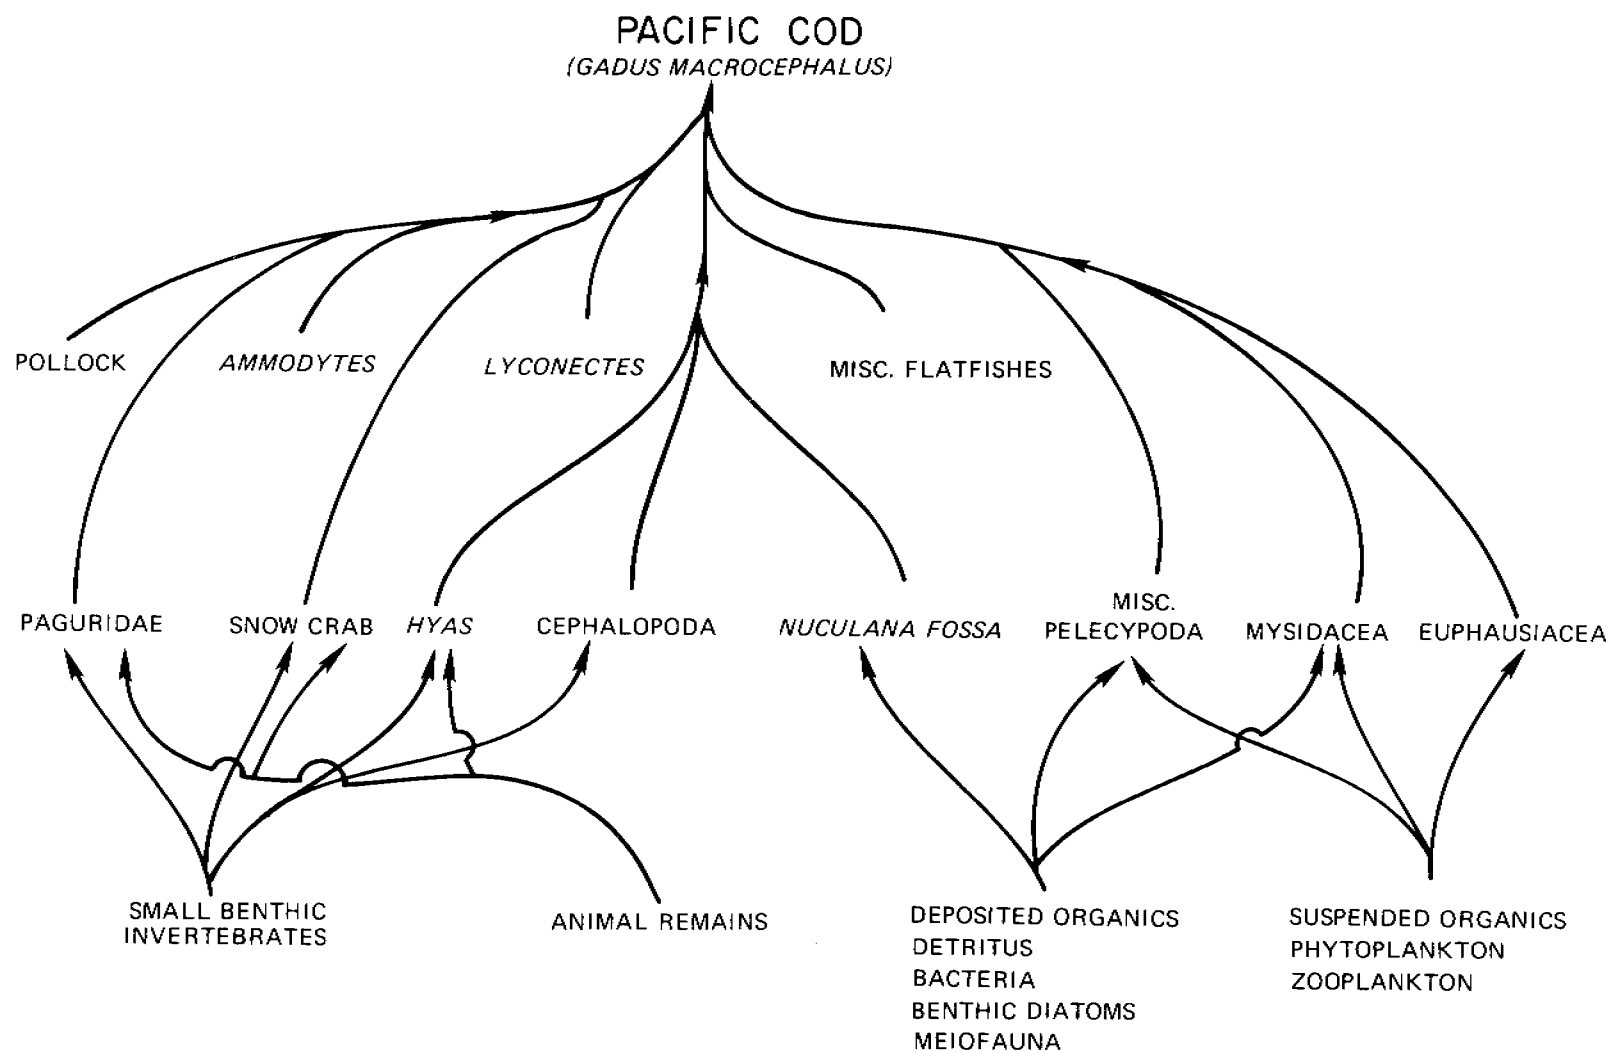 PACIFIC COD
(GADUS MACROCEPHALUS)
POLLOCK
AMMODYTES
LYCONECTES
MISC. FLATFISHES
PAGURIDAE
SNOW CRAB
HYAS
CEPHALOPODA
NUCULANA FOSSA
MISC.
PELECYPODA
MYSIDACEA
EUPHAUSIACEA
SMALL BENTHIC
INVERTEBRATES
ANIMAL REMAINS
DEPOSITED ORGANICS
DETRITUS
BACTERIA
BENTHIC DIATOMS
MEIOFAUNA
SUSPENDED ORGANICS
PHYTOPLANKTON
ZOOPLANKTON